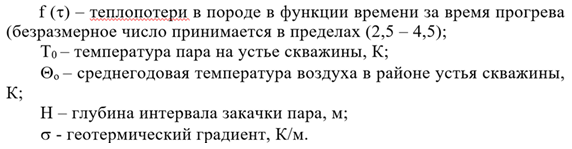 f (τ) – теплопотери в породе в функции времени за время прогрева
(безразмерное число принимается в пределах (2,5 – 4,5);
T₀ – температура пара на устье скважины, К;
Θₒ – среднегодовая температура воздуха в районе устья скважины,
К;
Н – глубина интервала закачки пара, м;
σ - геотермический градиент, К/м.